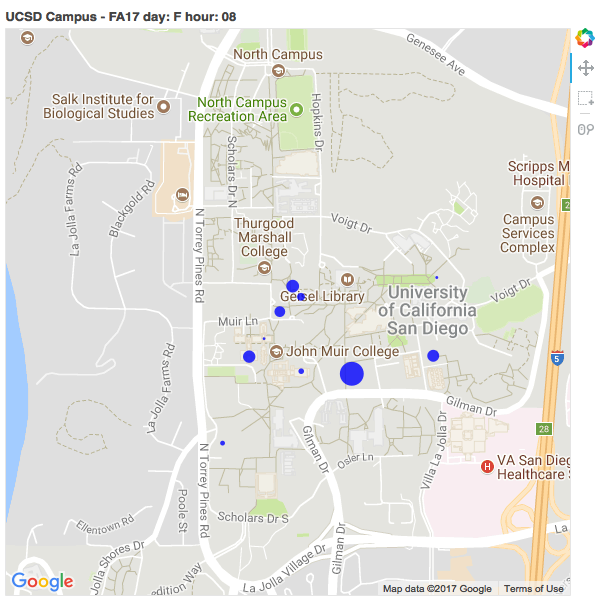 UCSD Campus - FA17 day: F hour: 08
Genesee Ave
North Campus
Salk Institute for
Biological Studies
North Campus
Recreation Area
Hopkins Dr
Scholars Dr N
Scripps M
Hospital
La Jolla Farms Rd
Blackgold Rd
N Torrey Pines Rd
Thurgood
Marshall
College
Voigt Dr
Campus
Services
Complex
Geisel Library
University
of California
San Diego
Voigt Dr
Muir Ln
John Muir College
5
La Jolla Farms Rd
Gilman Dr
28
N Torrey Pines Rd
Gilman Dr
Osler Ln
Villa La Jolla Dr
H
VA San Dieg
Healthcare S
Poole St
Ellentown Rd
Scholars Dr S
La
La Jolla Shores Dr
Gilman Dr
La Jolla Village Dr
edition Way
Google
Map data ©2017 Google
Terms of Use